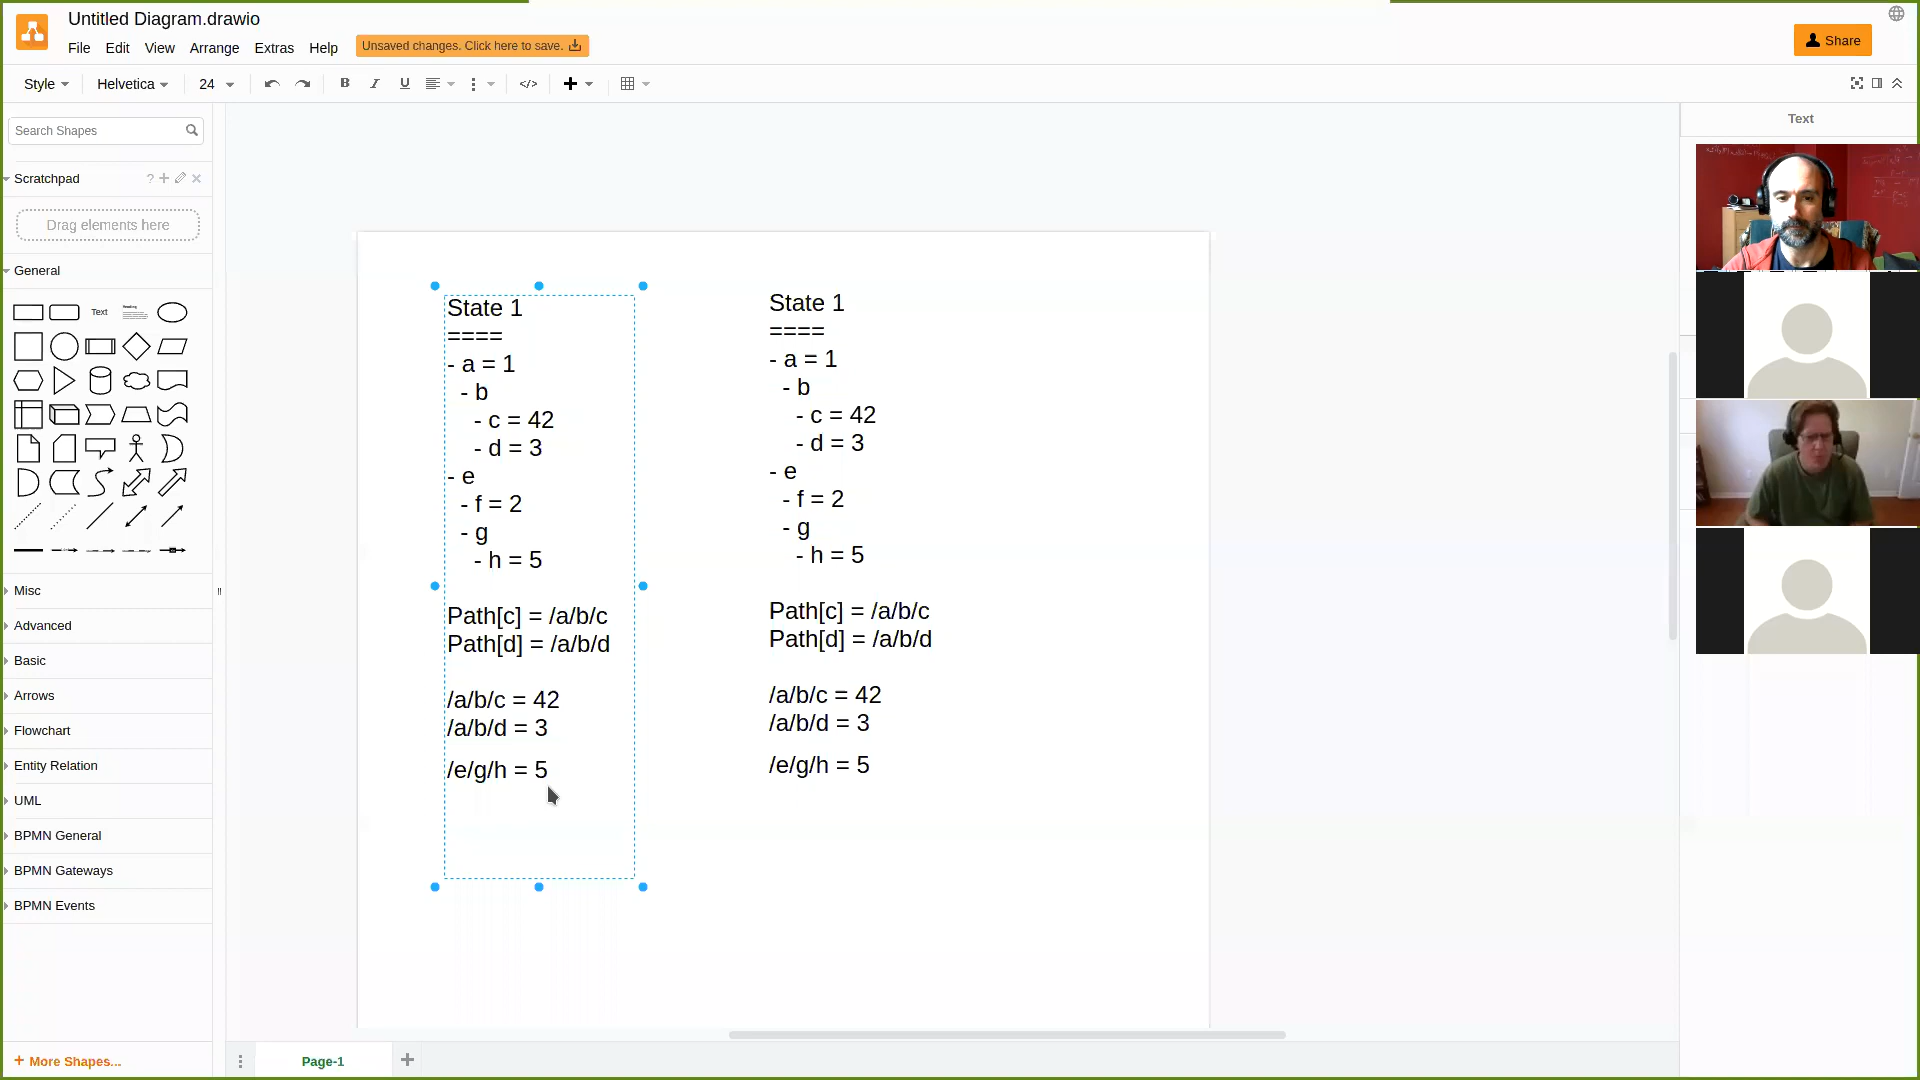 Untitled Diagram.drawio
File Edit View Arrange Extras Help
Unsaved changes. Click here to save.
Share
Style Helvetica 24 B I U </>
Search Shapes
Scratchpad ?
Drag elements here
General
Text
Heading
Misc
Advanced
Basic
Arrows
Flowchart
Entity Relation
UML
BPMN General
BPMN Gateways
BPMN Events
+ More Shapes...
State 1
====
- a = 1
- b
- c = 42
- d = 3
- e
- f = 2
- g
- h = 5
Path[c] = /a/b/c
Path[d] = /a/b/d
/a/b/c = 42
/a/b/d = 3
/e/g/h = 5
State 1
====
- a = 1
- b
- c = 42
- d = 3
- e
- f = 2
- g
- h = 5
Path[c] = /a/b/c
Path[d] = /a/b/d
/a/b/c = 42
/a/b/d = 3
/e/g/h = 5
Text
Page-1